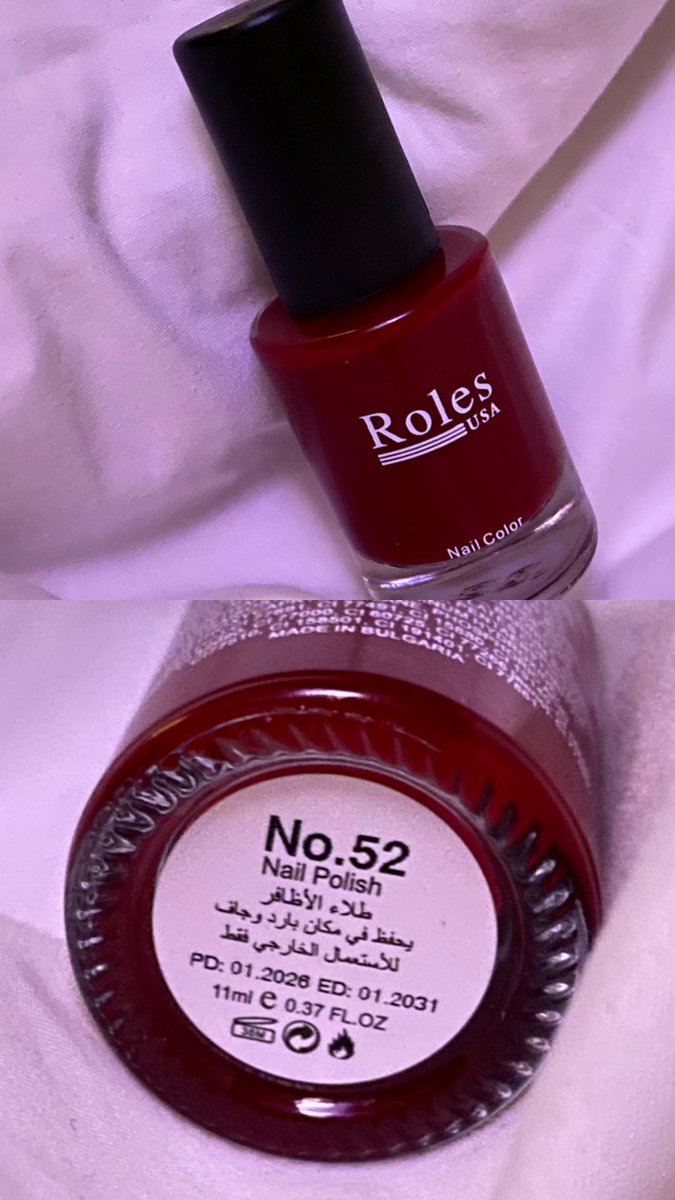 Roles
USA
Nail Color
MADE IN BULGARIA
No.52
Nail Polish
طلاء الأظافر
يحفظ في مكان بارد وجاف
للأستعمال الخارجي فقط
PD: 01.2026 ED: 01.2031
11ml e 0.37 FL.OZ
36M